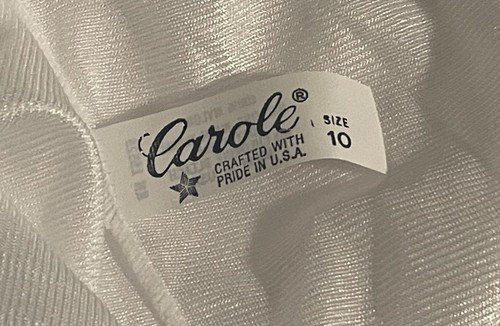 Carole®
SIZE
10
CRAFTED WITH
PRIDE IN U.S.A.